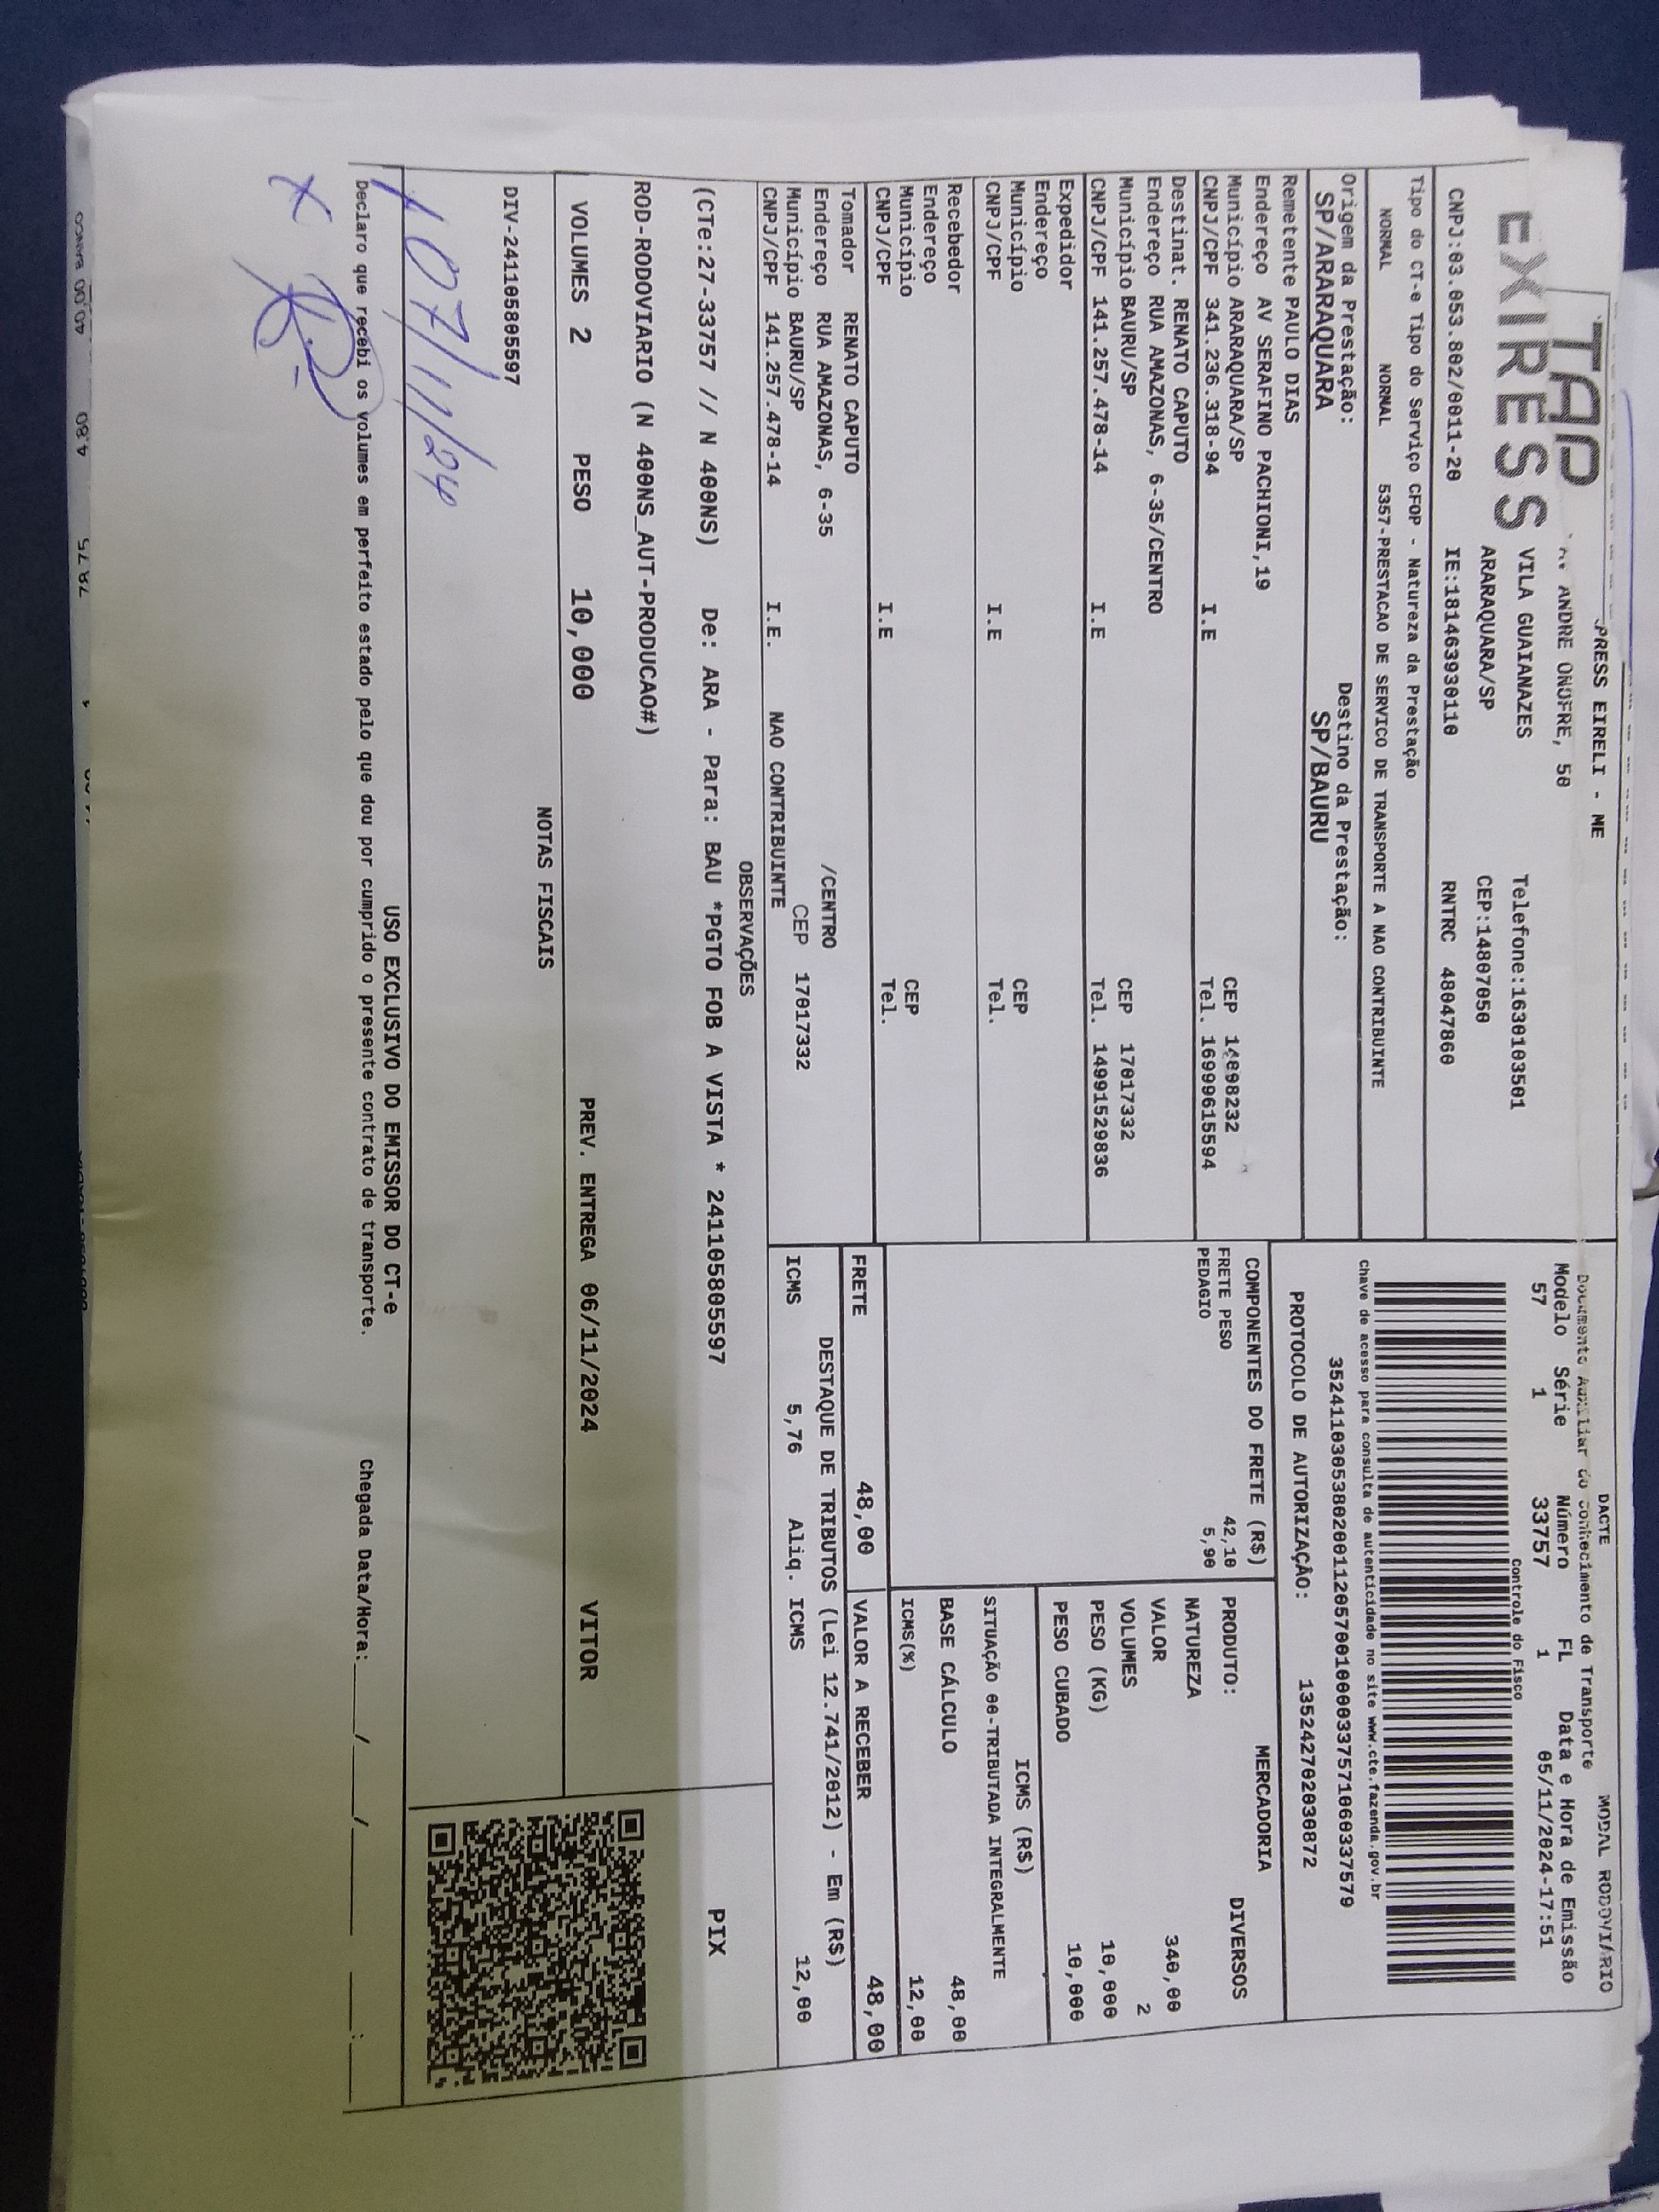 TAP
EXPRESS
PRESS EIRELI - ME
ANDRE ONOFRE, 50
VILA GUAIANAZES Telefone:1630103501
ARARAQUARA/SP CEP:14807050
CNPJ:03.053.802/0011-20 IE:181463930110 RNTRC 48047860
Tipo do CT-e Tipo do Serviço CFOP - Natureza da Prestação
NORMAL NORMAL 5357-PRESTACAO DE SERVICO DE TRANSPORTE A NAO CONTRIBUINTE
Origem da Prestação: Destino da Prestação:
SP/ARARAQUARA SP/BAURU
Remetente PAULO DIAS
Endereço AV SERAFINO PACHIONI,19
Município ARARAQUARA/SP CEP
CNPJ/CPF 341.236.318-94 I.E Tel. 16999615594
Destinat. RENATO CAPUTO
Endereço RUA AMAZONAS, 6-35/CENTRO
Município BAURU/SP CEP 17017332
CNPJ/CPF 141.257.478-14 I.E Tel. 14991529836
Expedidor
Endereço
Município CEP
CNPJ/CPF I.E Tel.
Recebedor
Endereço
Município CEP
CNPJ/CPF I.E Tel.
Tomador RENATO CAPUTO
Endereço RUA AMAZONAS, 6-35 /CENTRO
Município BAURU/SP CEP 17017332
CNPJ/CPF 141.257.478-14 I.E. NAO CONTRIBUINTE
DACTE MODAL RODOVIARIO
Documento Auxiliar do Conhecimento de Transporte
Modelo Série Número FL Data e Hora de Emissão
57 1 33757 1 05/11/2024-17:51
Controle do Fisco
Chave de acesso para consulta de autenticidade no site www.cte.fazenda.gov.br
35241103053802001120570010000337571060337579
PROTOCOLO DE AUTORIZAÇÃO: 135242702030872
COMPONENTES DO FRETE (R$)
FRETE PESO 42,10
PEDAGIO 5,90
MERCADORIA
PRODUTO: DIVERSOS
NATUREZA
VALOR 340,00
VOLUMES 2
PESO (KG) 10,000
PESO CUBADO 10,000
ICMS (R$)
SITUAÇÃO 00-TRIBUTADA INTEGRALMENTE
BASE CÁLCULO 48,00
ICMS(%) 12,00
FRETE 48,00 VALOR A RECEBER 48,00
DESTAQUE DE TRIBUTOS (Lei 12.741/2012) - Em (R$)
ICMS 5,76 Aliq. ICMS 12,00
OBSERVAÇÕES
(CTe:27-33757 // N 400NS) De: ARA - Para: BAU *PGTO FOB A VISTA * 241105805597
ROD-RODOVIARIO (N 400NS_AUT-PRODUCAO#)
PIX
VOLUMES 2 PESO 10,000 PREV. ENTREGA 06/11/2024 VITOR
NOTAS FISCAIS
DIV-241105805597
USO EXCLUSIVO DO EMISSOR DO CT-e
07/11/24
Declaro que recebi os volumes em perfeito estado pelo que dou por cumprido o presente contrato de transporte. Chegada Data/Hora:____/____/______ ___:___
X